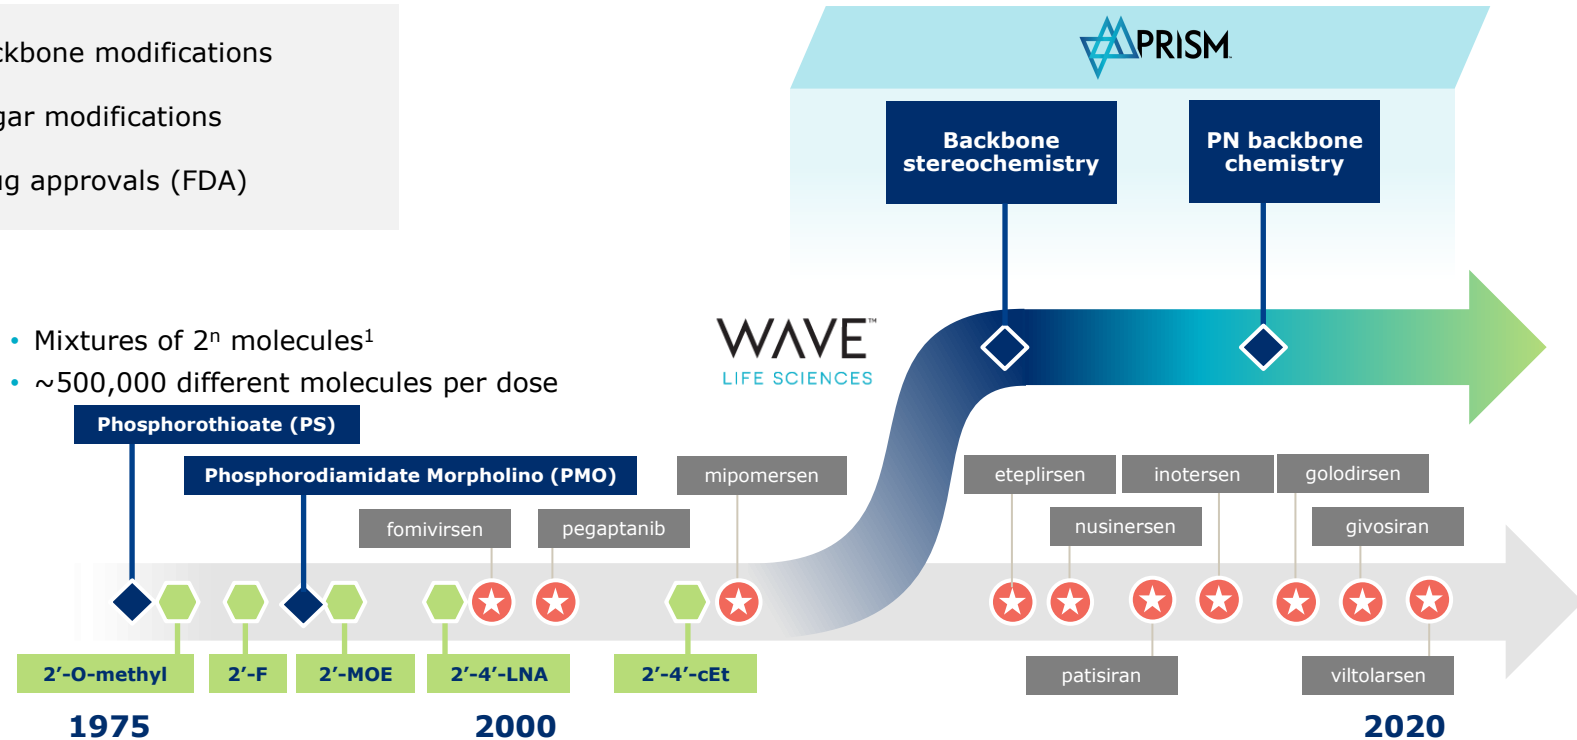 ckbone modifications
gar modifications
ug approvals (FDA)
PRISM
Backbone
stereochemistry
PN backbone
chemistry
• Mixtures of 2ⁿ molecules¹
• ~500,000 different molecules per dose
WAVE™
LIFE SCIENCES
Phosphorothioate (PS)
Phosphorodiamidate Morpholino (PMO)
mipomersen
eteplirsen
inotersen
golodirsen
fomivirsen
pegaptanib
nusinersen
givosiran
2’-O-methyl
2’-F
2’-MOE
2’-4’-LNA
2’-4’-cEt
patisiran
viltolarsen
1975
2000
2020